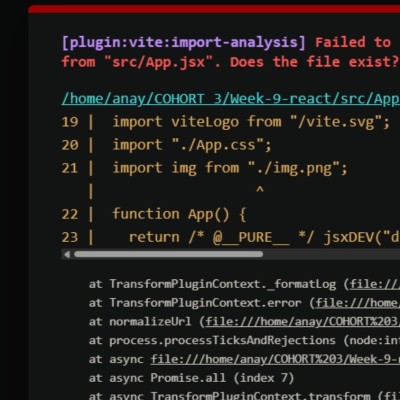 [plugin:vite:import-analysis] Failed to
from "src/App.jsx". Does the file exist?
/home/anay/COHORT 3/Week-9-react/src/App
19 | import viteLogo from "/vite.svg";
20 | import "./App.css";
21 | import img from "./img.png";
| ^
22 | function App() {
23 | return /* @__PURE__ */ jsxDEV("d
at TransformPluginContext._formatLog (file://
at TransformPluginContext.error (file:///home
at normalizeUrl (file:///home/anay/COHORT%203
at process.processTicksAndRejections (node:in
at async file:///home/anay/COHORT%203/Week-9-
at async Promise.all (index 7)
at async TransformPluginContext.transform (fi